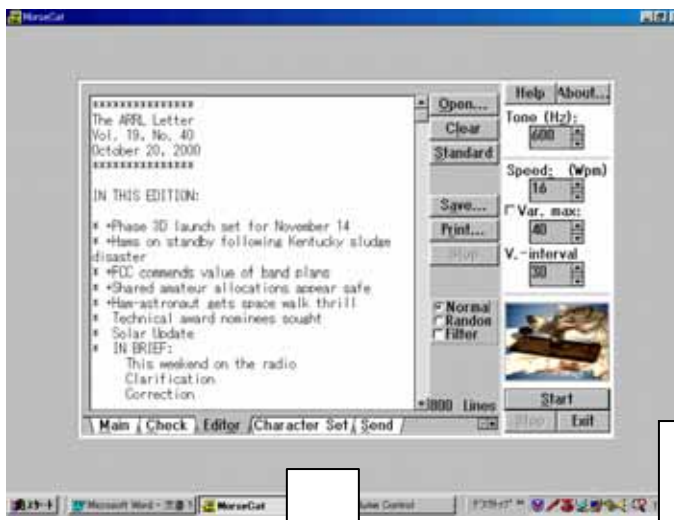 MorseCat
***************
The ARRL Letter
Vol. 19, No. 40
October 20, 2000
***************
IN THIS EDITION:
* +Phase 3D launch set for November 14
* +Hams on standby following Kentucky sludge
disaster
* +FCC commends value of band plans
* +Shared amateur allocations appear safe
* +Ham-astronaut gets space walk thrill
* Technical award nominees sought
* Solar Update
* IN BRIEF:
This weekend on the radio
Clarification
Correction
Open...
Clear
Standard
Save...
Print...
Stop
Normal
Random
Filter
Lines
Help About...
Tone (Hz):
600
Speed: (Wpm)
16
Var. max:
40
V.-interval
30
Start
Stop Exit
Main Check Editor Character Set Send
スタート Microsoft Word - MorseCat Control